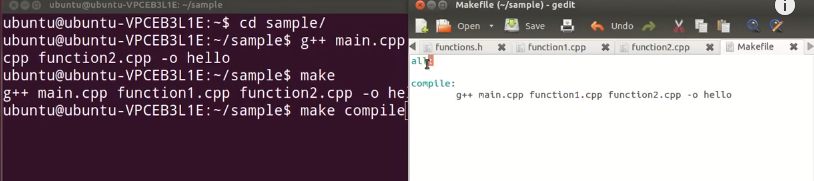 ubuntu@ubuntu-VPCEB3L1E: ~/sample
ubuntu@ubuntu-VPCEB3L1E:~$ cd sample/
ubuntu@ubuntu-VPCEB3L1E:~/sample$ g++ main.cpp
cpp function2.cpp -o hello
ubuntu@ubuntu-VPCEB3L1E:~/sample$ make
g++ main.cpp function1.cpp function2.cpp -o he
ubuntu@ubuntu-VPCEB3L1E:~/sample$ make compile
Makefile (~/sample) - gedit
Open Save Undo
functions.h function1.cpp function2.cpp Makefile
all:
compile:
g++ main.cpp function1.cpp function2.cpp -o hello